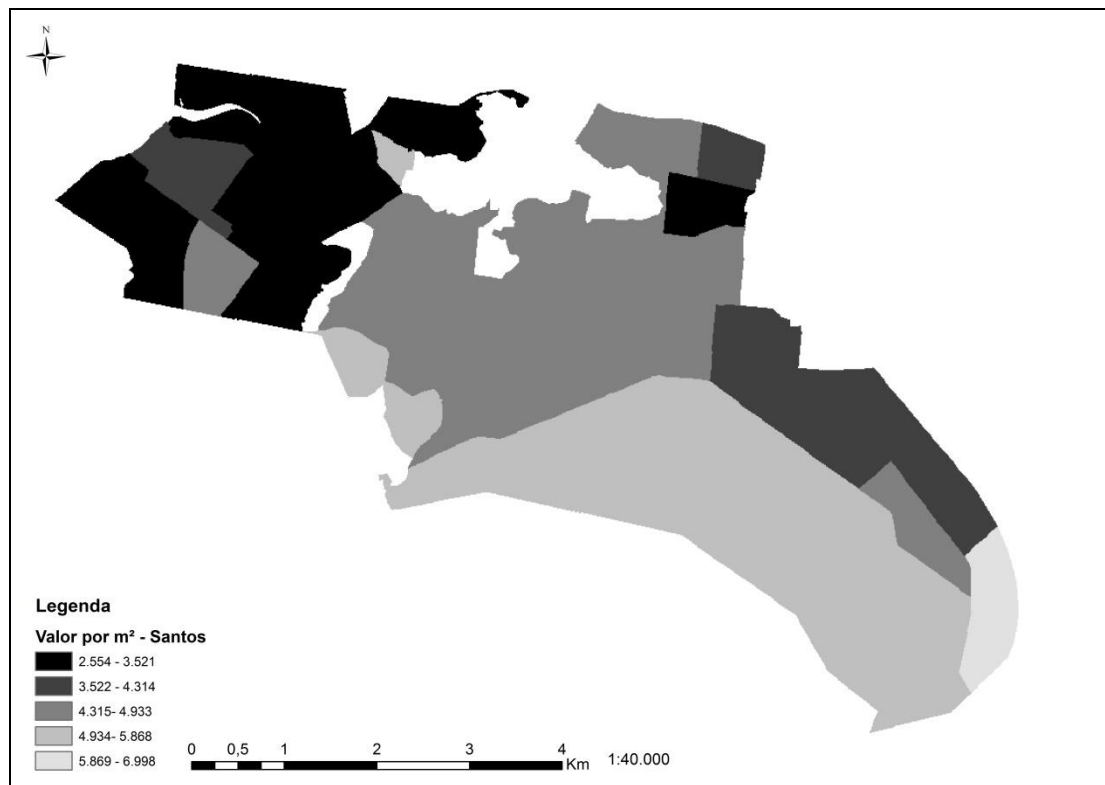 N
Legenda
Valor por m² - Santos
2.554 - 3.521
3.522 - 4.314
4.315- 4.933
4.934- 5.868
5.869 - 6.998
0 0,5 1 2 3 4
Km
1:40.000